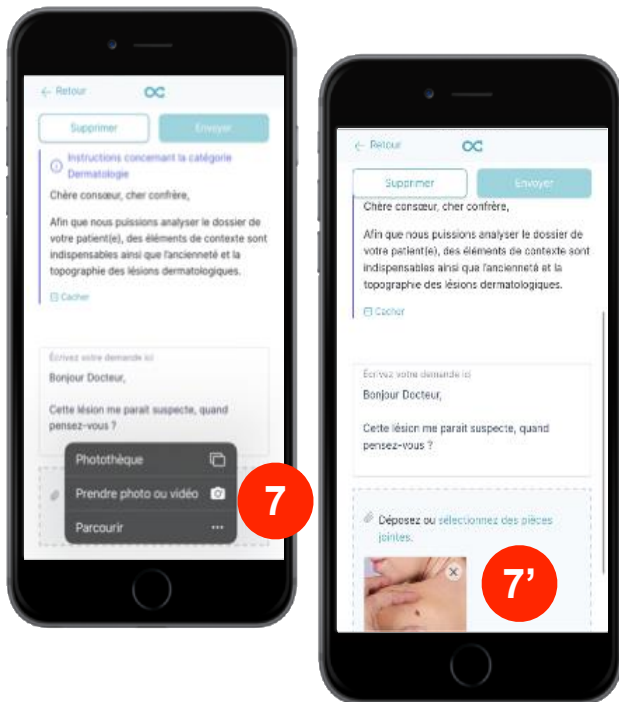 ← Retour
Supprimer
Envoyer
Instructions concernant la catégorie
Dermatologie
Chère consœur, cher confrère,
Afin que nous puissions analyser le dossier de
votre patient(e), des éléments de contexte sont
indispensables ainsi que l'ancienneté et la
topographie des lésions dermatologiques.
Cacher
Écrivez votre demande ici
Bonjour Docteur,
Cette lésion me parait suspecte, quand
pensez-vous ?
Photothèque
Prendre photo ou vidéo
Parcourir
7
← Retour
Supprimer
Envoyer
Chère consœur, cher confrère,
Afin que nous puissions analyser le dossier de
votre patient(e), des éléments de contexte sont
indispensables ainsi que l'ancienneté et la
topographie des lésions dermatologiques.
Cacher
Écrivez votre demande ici
Bonjour Docteur,
Cette lésion me parait suspecte, quand
pensez-vous ?
Déposez ou sélectionnez des pièces
jointes.
7’